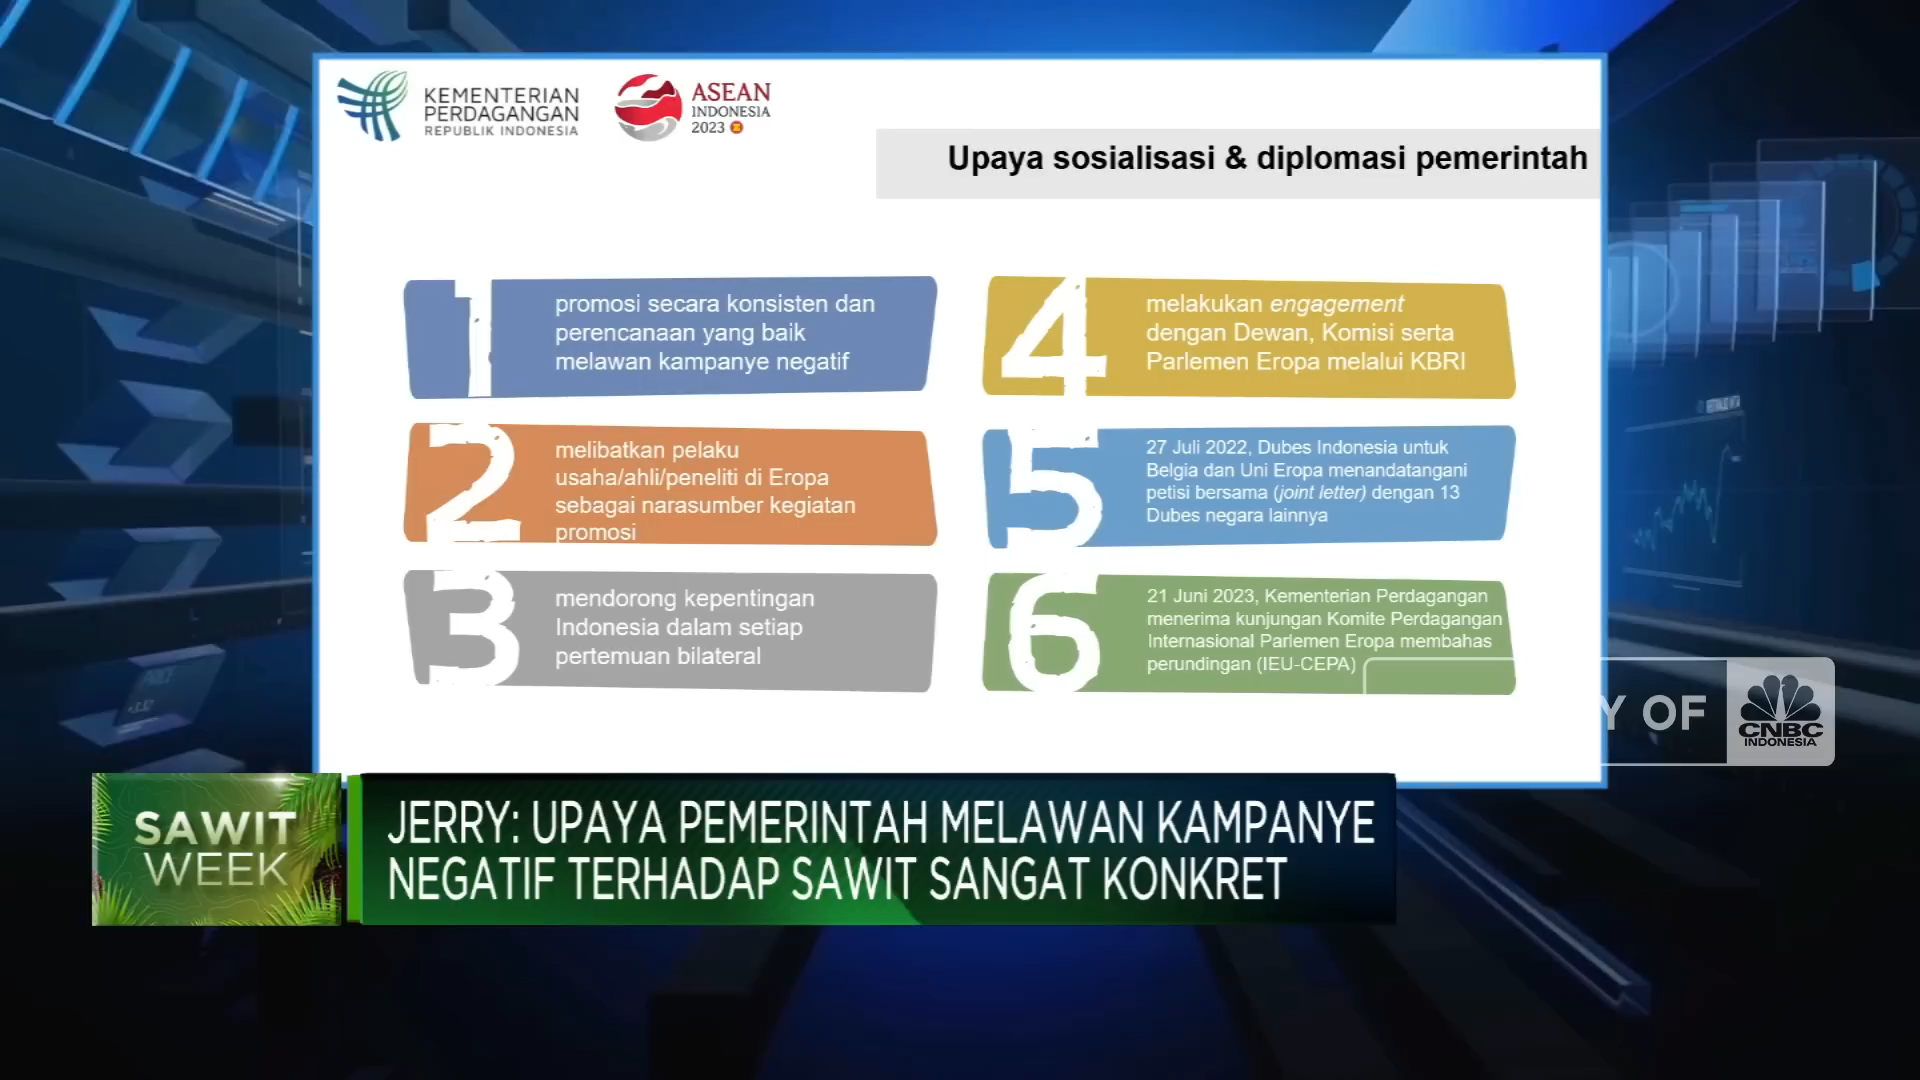 KEMENTERIAN
PERDAGANGAN
REPUBLIK INDONESIA
ASEAN
INDONESIA
2023
Upaya sosialisasi & diplomasi pemerintah
1
promosi secara konsisten dan
perencanaan yang baik
melawan kampanye negatif
2
melibatkan pelaku
usaha/ahli/peneliti di Eropa
sebagai narasumber kegiatan
promosi
3
mendorong kepentingan
Indonesia dalam setiap
pertemuan bilateral
4
melakukan engagement
dengan Dewan, Komisi serta
Parlemen Eropa melalui KBRI
5
27 Juli 2022, Dubes Indonesia untuk
Belgia dan Uni Eropa menandatangani
petisi bersama (joint letter) dengan 13
Dubes negara lainnya
6
21 Juni 2023, Kementerian Perdagangan
menerima kunjungan Komite Perdagangan
Internasional Parlemen Eropa membahas
perundingan (IEU-CEPA)
Y OF
CNBC
INDONESIA
SAWIT
WEEK
JERRY: UPAYA PEMERINTAH MELAWAN KAMPANYE
NEGATIF TERHADAP SAWIT SANGAT KONKRET